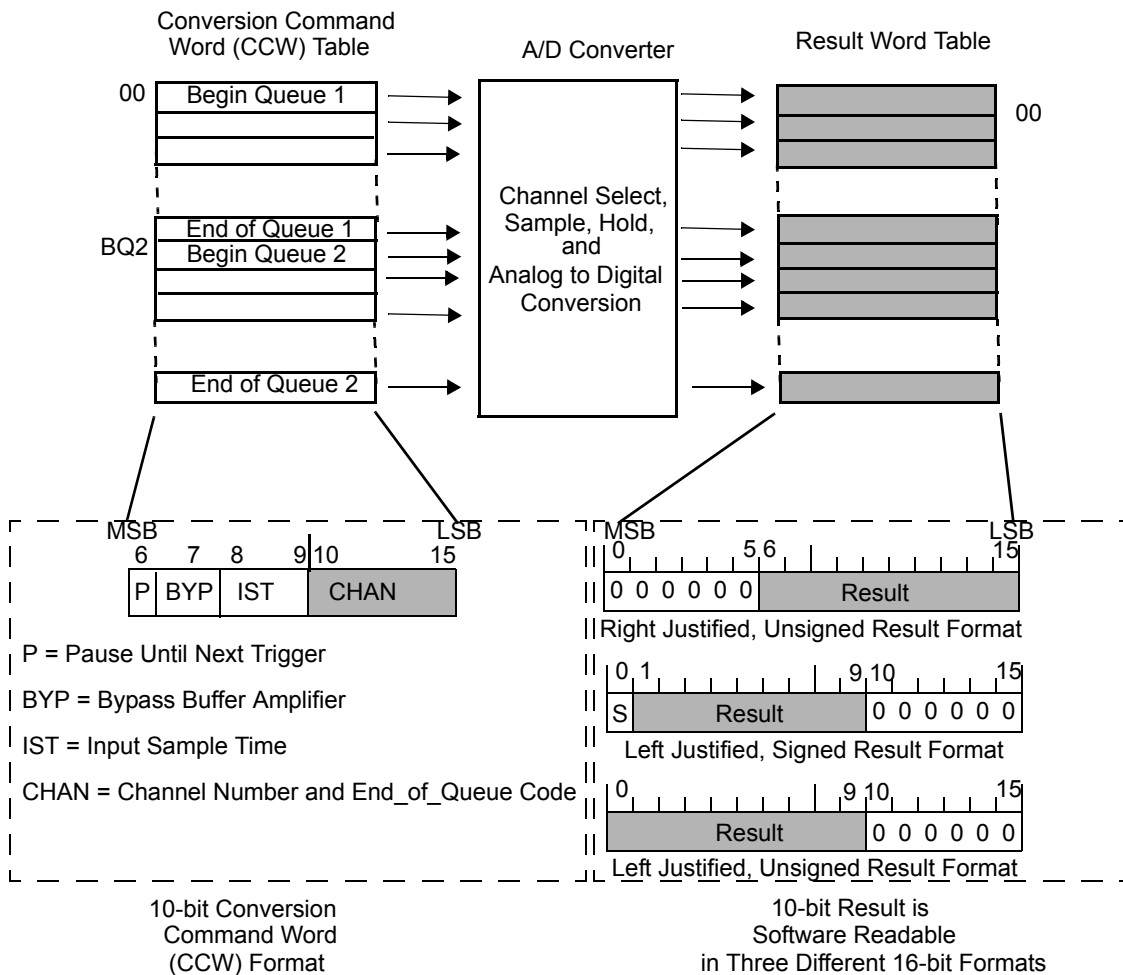 Conversion Command
Word (CCW) Table
A/D Converter
Result Word Table
00
Begin Queue 1
00
Channel Select,
Sample, Hold,
and
Analog to Digital
Conversion
End of Queue 1
BQ2
Begin Queue 2
End of Queue 2
MSB
LSB
6 7 8 9 10 15
P BYP IST CHAN
P = Pause Until Next Trigger
BYP = Bypass Buffer Amplifier
IST = Input Sample Time
CHAN = Channel Number and End_of_Queue Code
10-bit Conversion
Command Word
(CCW) Format
MSB
LSB
0 5 6 15
0 0 0 0 0 0 Result
Right Justified, Unsigned Result Format
0 1 9 10 15
S Result 0 0 0 0 0 0
Left Justified, Signed Result Format
0 9 10 15
Result 0 0 0 0 0 0
Left Justified, Unsigned Result Format
10-bit Result is
Software Readable
in Three Different 16-bit Formats